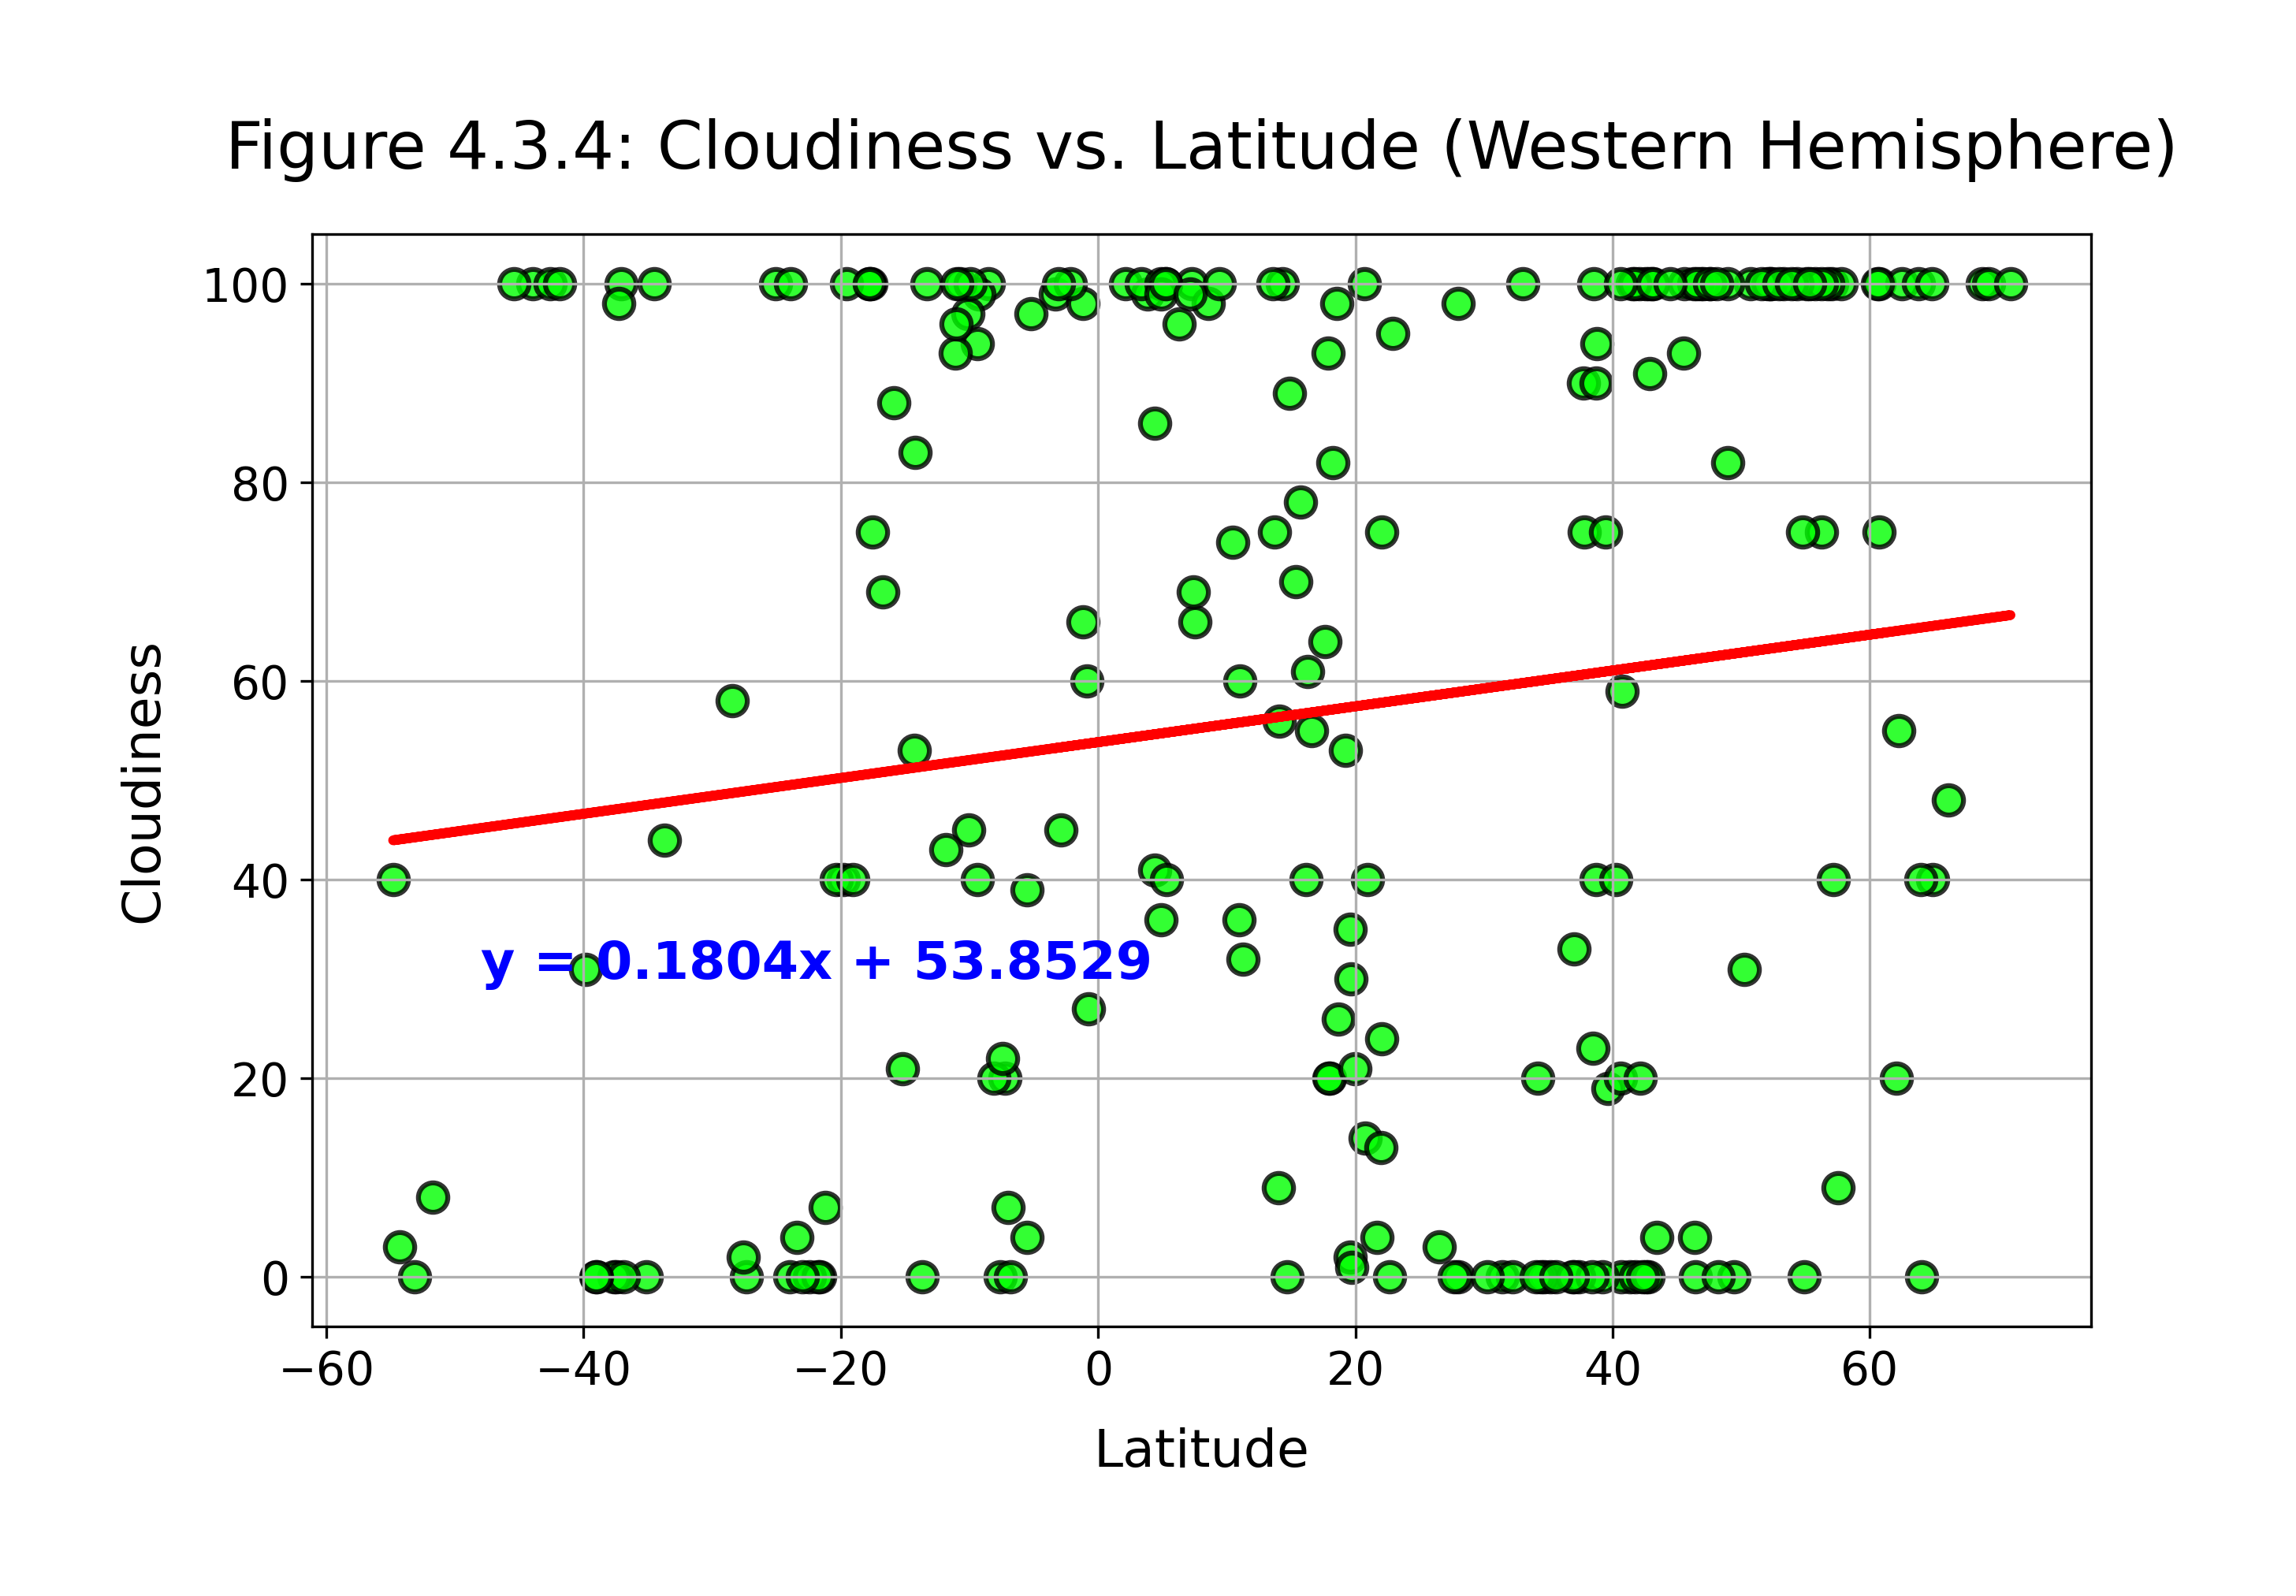 Figure 4.3.4: Cloudiness vs. Latitude (Western Hemisphere)
100
80
60
40
20
0
Cloudiness
y = 0.1804x + 53.8529
−60 −40 −20 0 20 40 60
Latitude